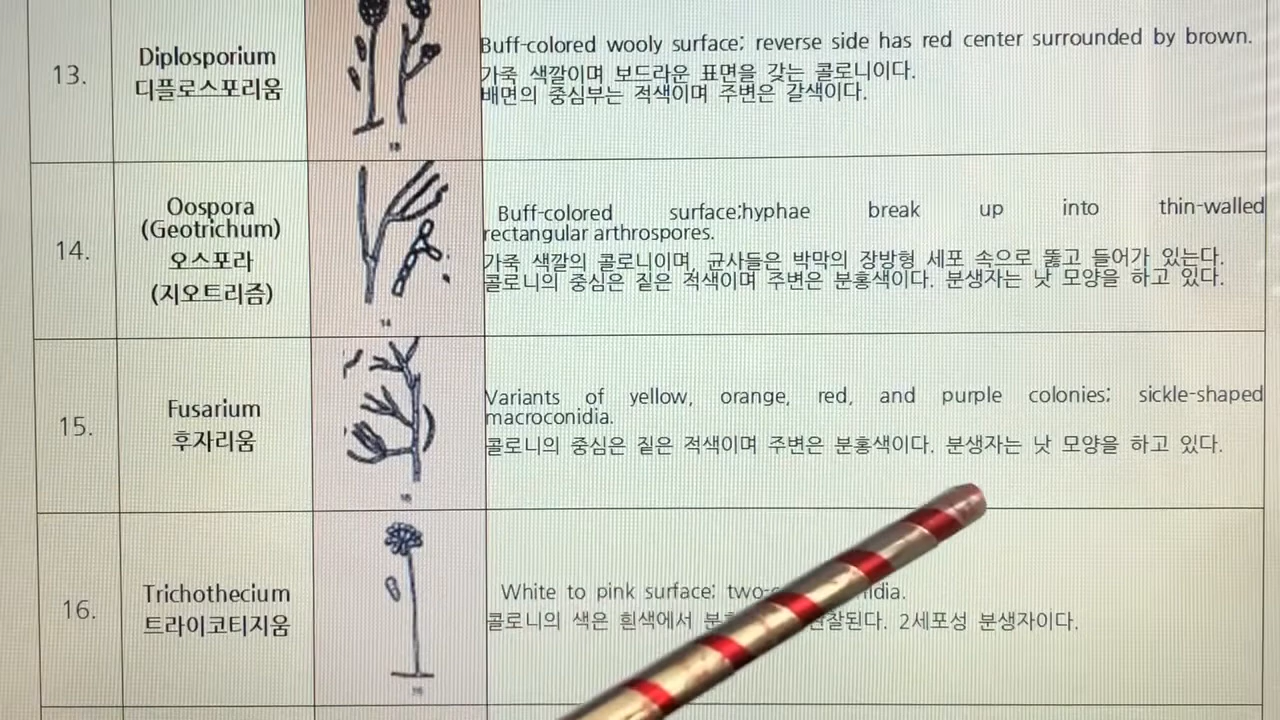 13.
Diplosporium
디플로스포리움
13
Buff-colored wooly surface; reverse side has red center surrounded by brown.
가죽 색깔이며 보드라운 표면을 갖는 콜로니이다.
배면의 중심부는 적색이며 주변은 갈색이다.
14.
Oospora
(Geotrichum)
오스포라
(지오트리즘)
14
Buff-colored surface;hyphae break up into thin-walled
rectangular arthrospores.
가죽 색깔의 콜로니이며, 균사들은 박막의 장방형 세포 속으로 뚫고 들어가 있는다.
콜로니의 중심은 짙은 적색이며 주변은 분홍색이다. 분생자는 낫 모양을 하고 있다.
15.
Fusarium
후자리움
15
Variants of yellow, orange, red, and purple colonies; sickle-shaped
macroconidia.
콜로니의 중심은 짙은 적색이며 주변은 분홍색이다. 분생자는 낫 모양을 하고 있다.
16.
Trichothecium
트라이코티지움
16
White to pink surface;
콜로니의 색은 흰색에서 2세포성 분생자이다.